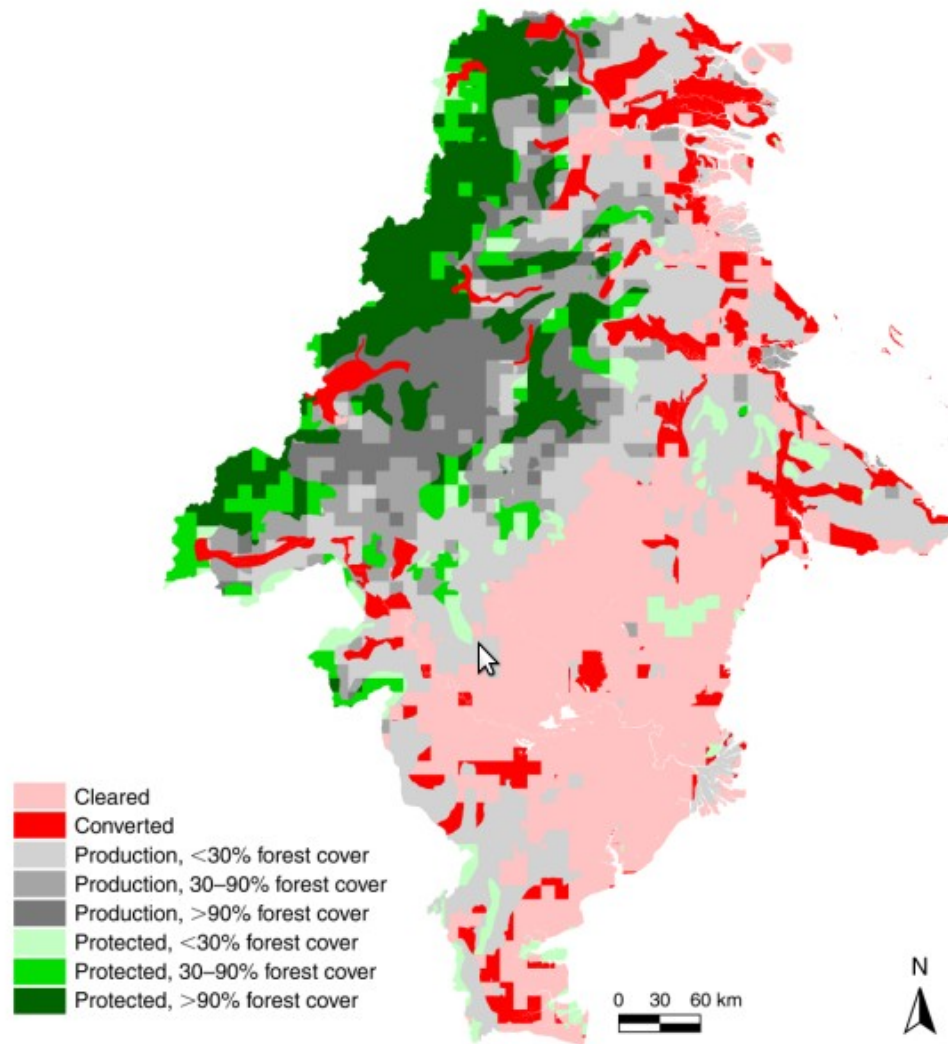 Cleared
Converted
Production, <30% forest cover
Production, 30–90% forest cover
Production, >90% forest cover
Protected, <30% forest cover
Protected, 30–90% forest cover
Protected, >90% forest cover
0 30 60 km
N